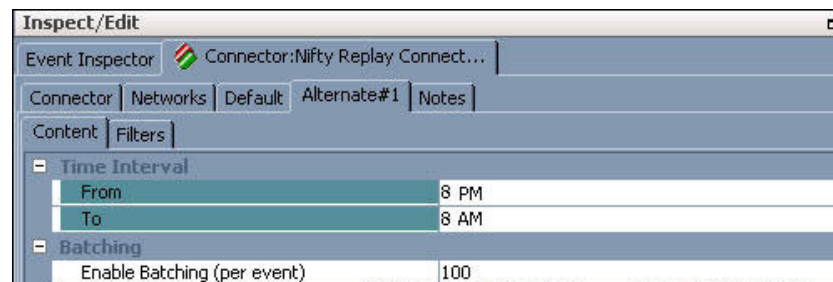 Inspect/Edit
Event Inspector Connector:Nifty Replay Connect...
Connector Networks Default Alternate#1 Notes
Content Filters
Time Interval
From 8 PM
To 8 AM
Batching
Enable Batching (per event) 100